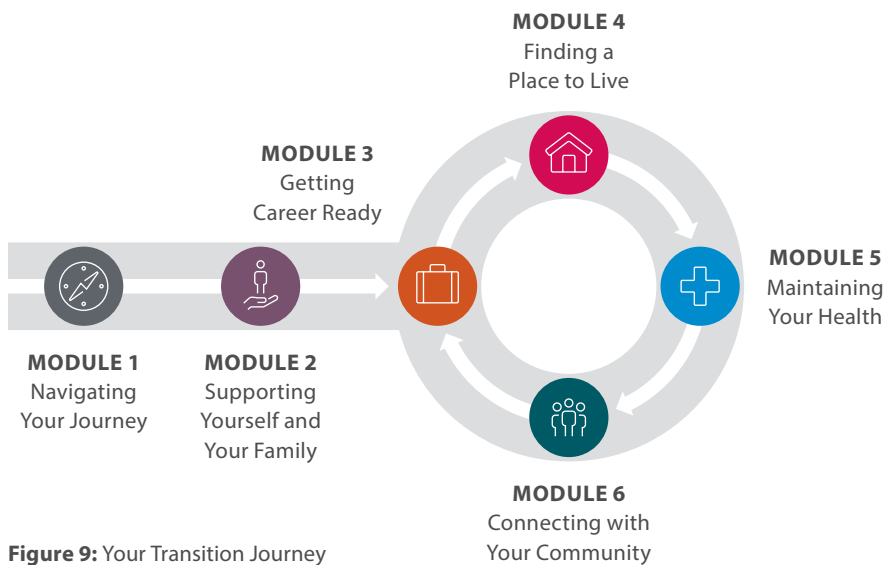 MODULE 4
Finding a
Place to Live
MODULE 3
Getting
Career Ready
MODULE 5
Maintaining
Your Health
MODULE 1
Navigating
Your Journey
MODULE 2
Supporting
Yourself and
Your Family
MODULE 6
Connecting with
Your Community
Figure 9: Your Transition Journey